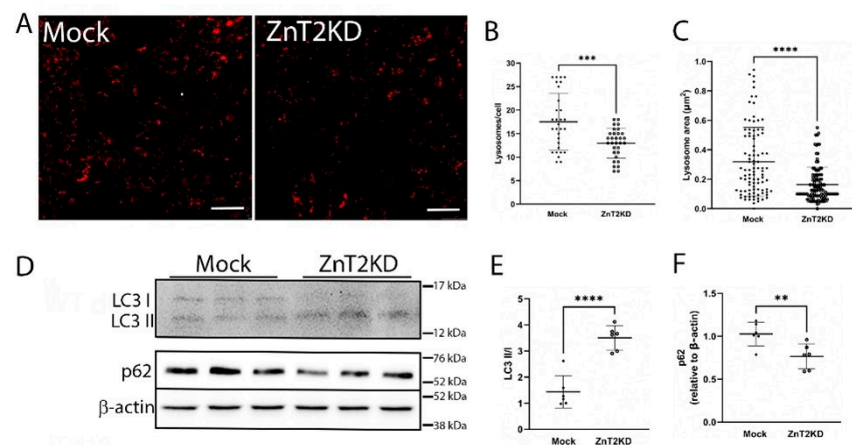 A
Mock
ZnT2KD
B
***
Lysosomes/cell
30
25
20
15
10
5
0
Mock
ZnT2KD
C
****
Lysosome area (µm²)
1.0
0.8
0.6
0.4
0.2
0.0
Mock
ZnT2KD
D
Mock
ZnT2KD
17 kDa
LC3 I
LC3 II
12 kDa
76 kDa
p62
52 kDa
52 kDa
β-actin
38 kDa
E
****
LC3 II/I
5
4
3
2
1
0
Mock
ZnT2KD
F
**
p62
(relative to β-actin)
1.5
1.0
0.5
0.0
Mock
ZnT2KD